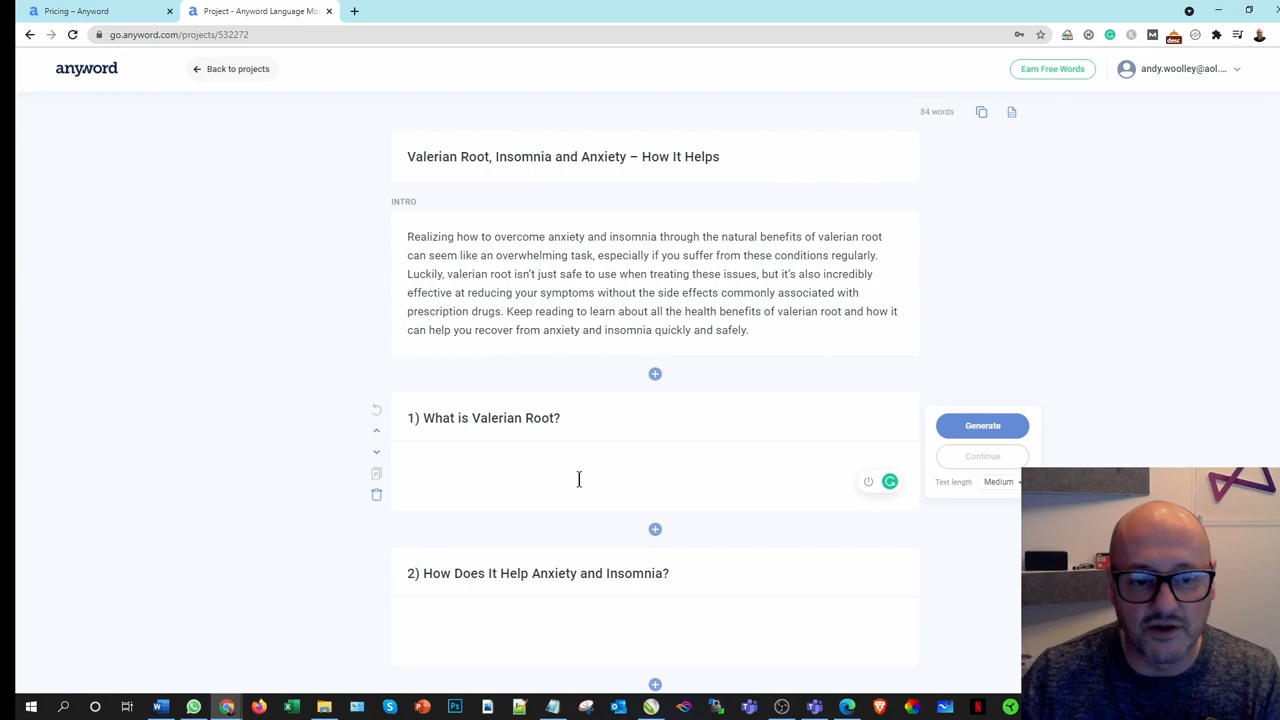 Pricing – Anyword
Project - Anyword Language Mo
go.anyword.com/projects/532272
desc
anyword
Back to projects
Earn Free Words
andy.woolley@aol....
84 words
Valerian Root, Insomnia and Anxiety – How It Helps
INTRO
Realizing how to overcome anxiety and insomnia through the natural benefits of valerian root
can seem like an overwhelming task, especially if you suffer from these conditions regularly.
Luckily, valerian root isn't just safe to use when treating these issues, but it's also incredibly
effective at reducing your symptoms without the side effects commonly associated with
prescription drugs. Keep reading to learn about all the health benefits of valerian root and how it
can help you recover from anxiety and insomnia quickly and safely.
1) What is Valerian Root?
Generate
Continue
Text length Medium
2) How Does It Help Anxiety and Insomnia?